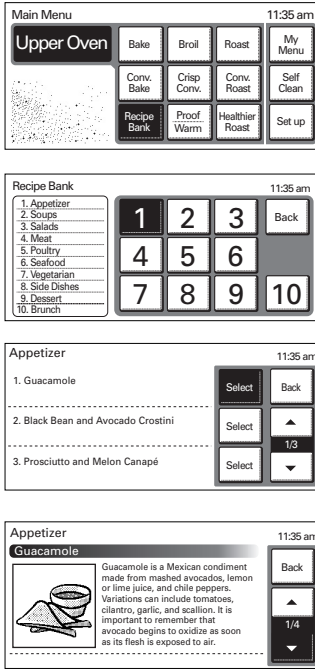 Main Menu 11:35 am
Upper Oven Bake Broil Roast My Menu
Conv. Bake Crisp Conv. Conv. Roast Self Clean
Recipe Bank Proof Warm Healthier Roast Set up
Recipe Bank 11:35 am
1. Appetizer
2. Soups
3. Salads
4. Meat
5. Poultry
6. Seafood
7. Vegetarian
8. Side Dishes
9. Dessert
10. Brunch
1 2 3 Back
4 5 6
7 8 9 10
Appetizer 11:35 am
1. Guacamole Select Back
2. Black Bean and Avocado Crostini Select
1/3
3. Prosciutto and Melon Canapé Select
Appetizer 11:35 am
Guacamole
Back
Guacamole is a Mexican condiment
made from mashed avocados, lemon
or lime juice, and chile peppers.
Variations can include tomatoes,
cilantro, garlic, and scallion. It is
important to remember that
avocado begins to oxidize as soon
as its flesh is exposed to air.
1/4